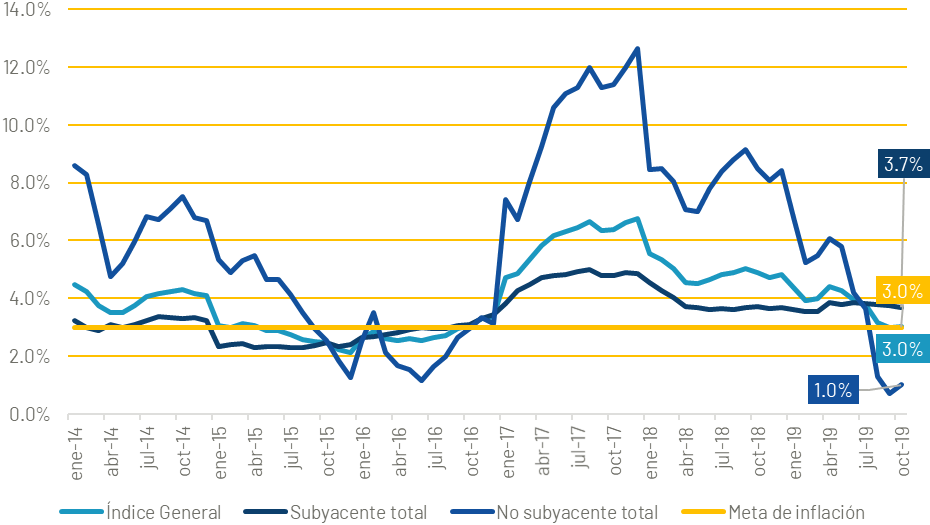 14.0%
12.0%
10.0%
8.0%
6.0%
4.0%
2.0%
0.0%
3.7%
3.0%
3.0%
1.0%
ene-14
abr-14
jul-14
oct-14
ene-15
abr-15
jul-15
oct-15
ene-16
abr-16
jul-16
oct-16
ene-17
abr-17
jul-17
oct-17
ene-18
abr-18
jul-18
oct-18
ene-19
abr-19
jul-19
oct-19
Índice General Subyacente total No subyacente total Meta de inflación